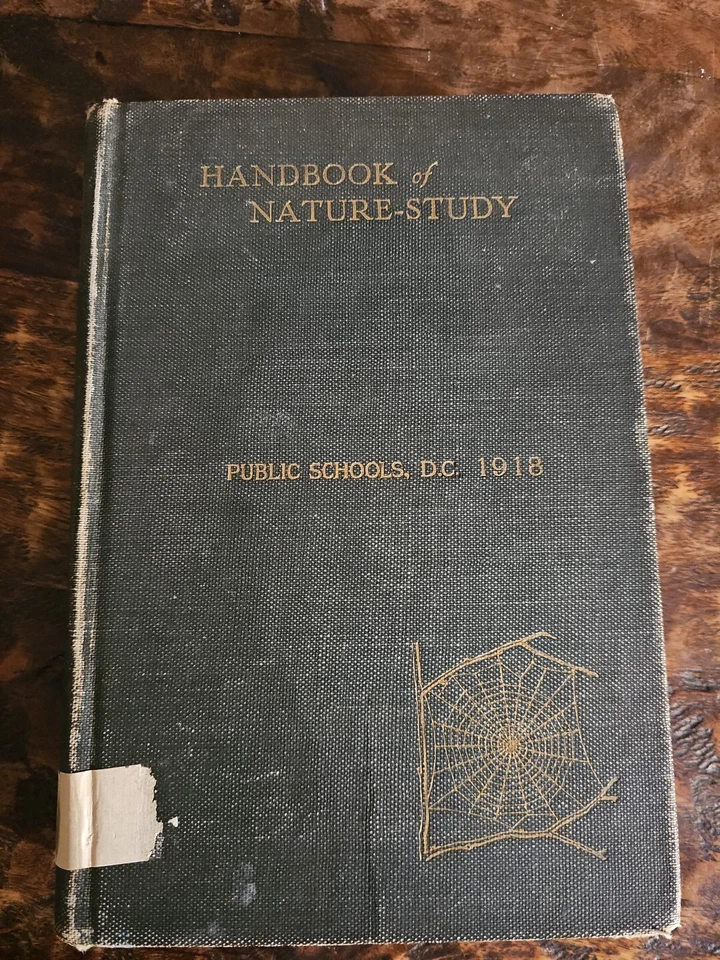 HANDBOOK of
NATURE-STUDY
PUBLIC SCHOOLS, D.C. 1918